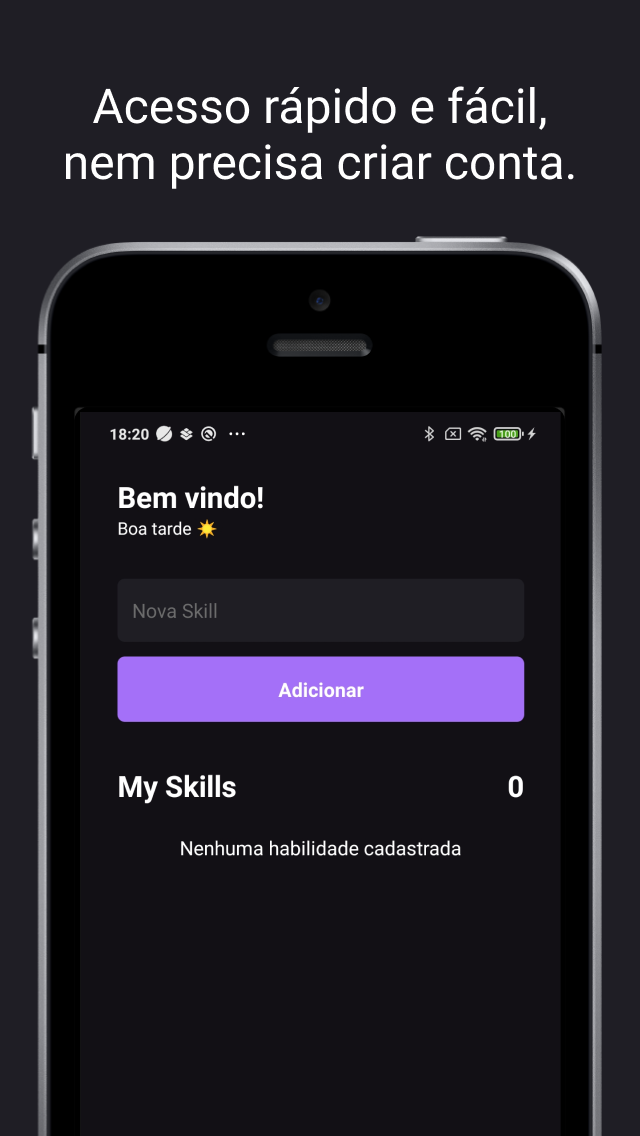 Acesso rápido e fácil,
nem precisa criar conta.
18:20
100
Bem vindo!
Boa tarde
Nova Skill
Adicionar
My Skills 0
Nenhuma habilidade cadastrada